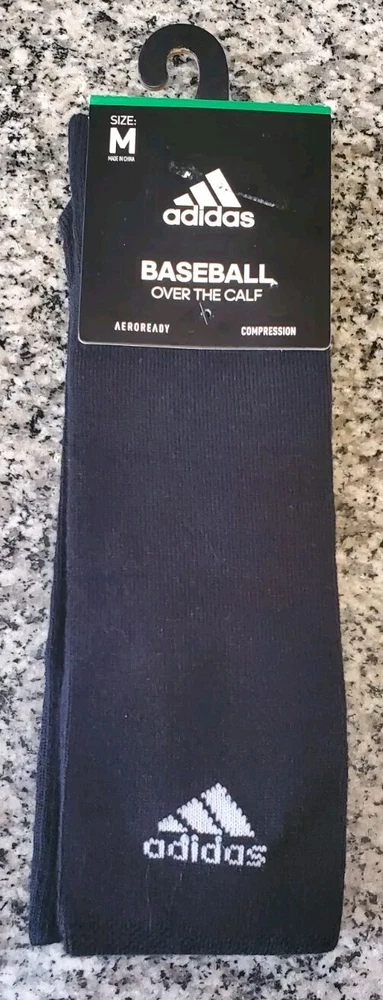 SIZE:
M
MADE IN CHINA
adidas
BASEBALL
OVER THE CALF
AEROREADY
COMPRESSION
adidas